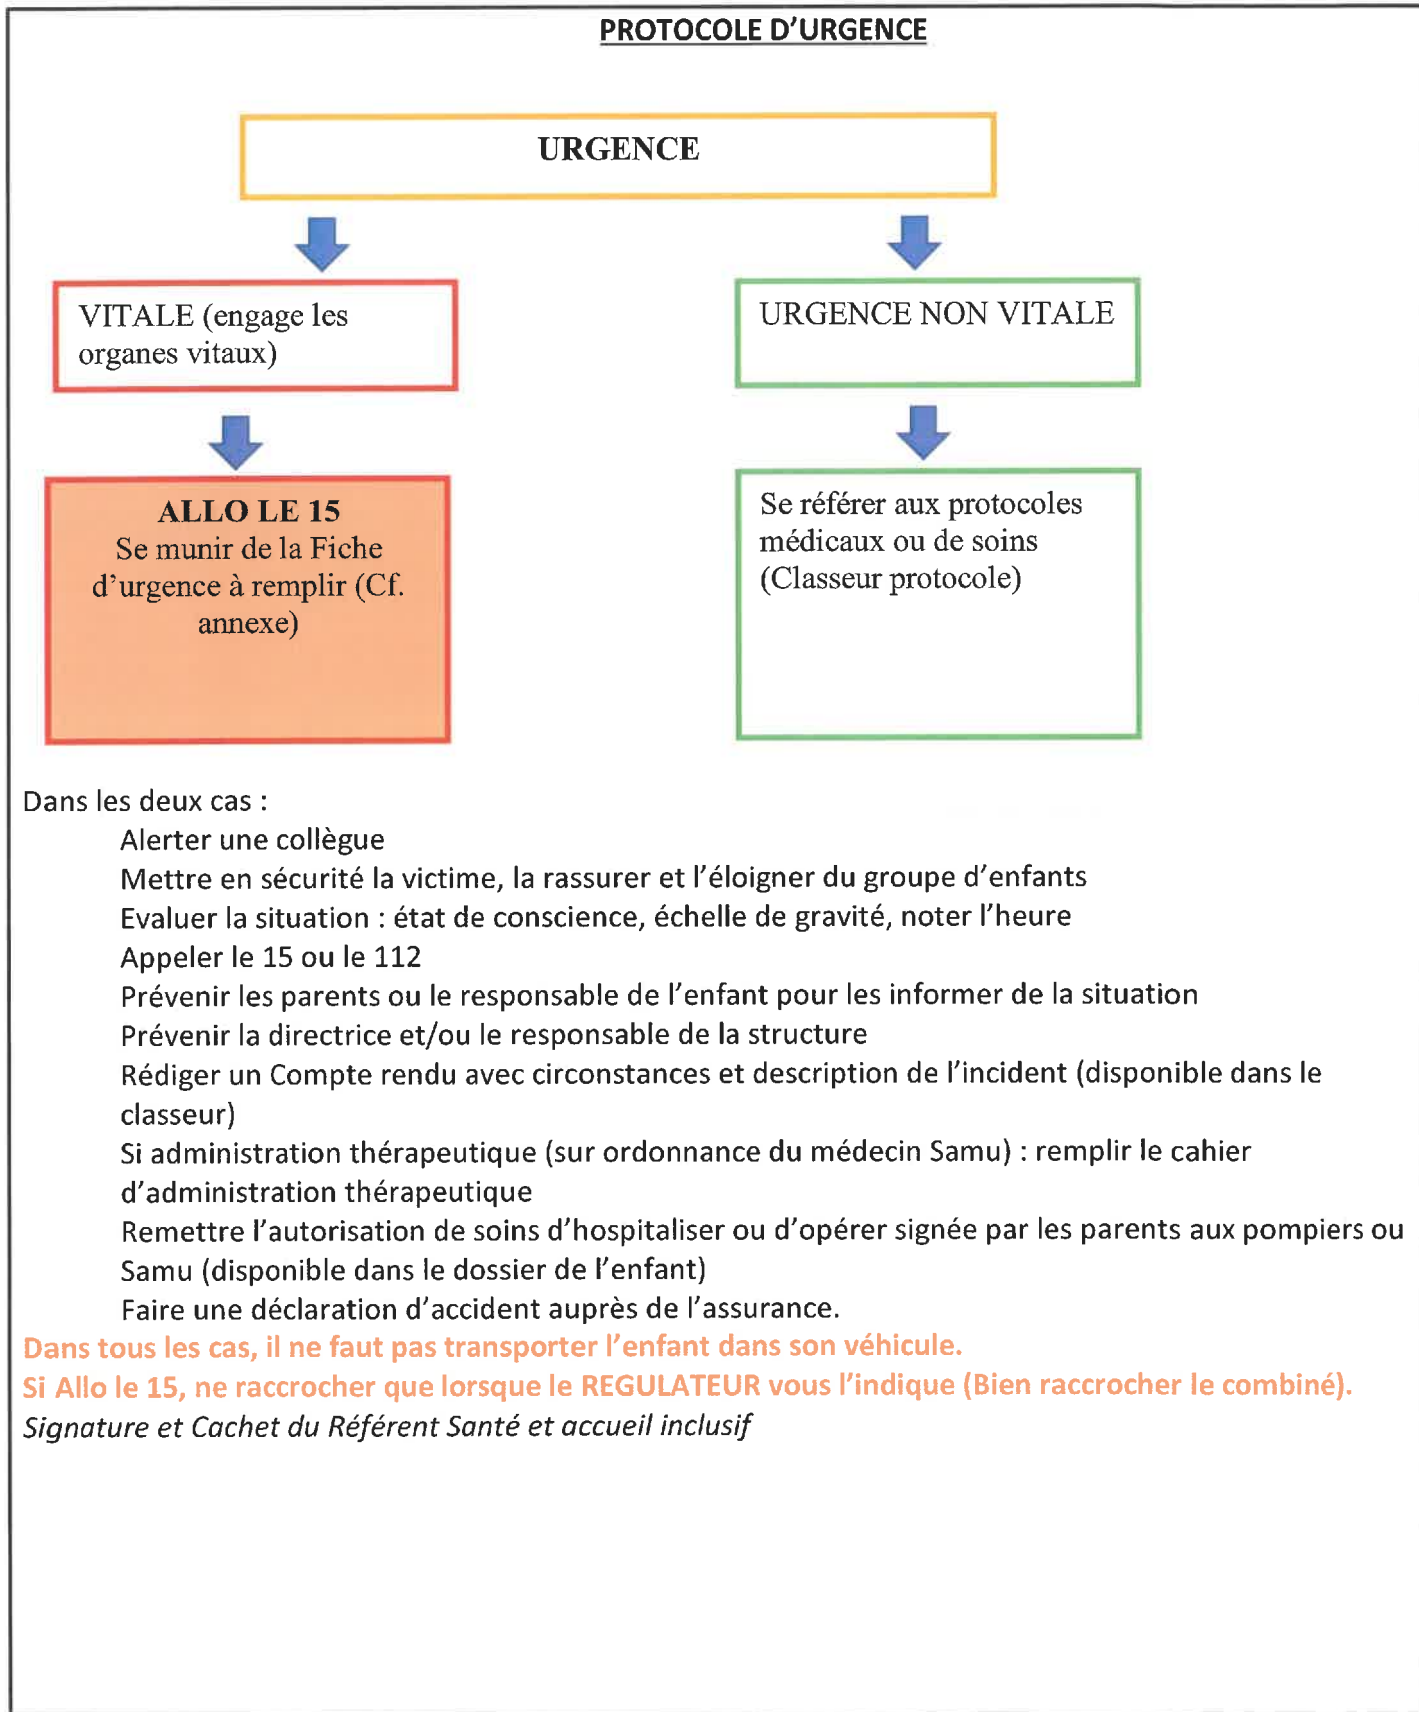 PROTOCOLE D'URGENCE
URGENCE
VITALE (engage les
organes vitaux)
URGENCE NON VITALE
ALLO LE 15
Se munir de la Fiche
d'urgence à remplir (Cf.
annexe)
Se référer aux protocoles
médicaux ou de soins
(Classeur protocole)
Dans les deux cas :
Alerter une collègue
Mettre en sécurité la victime, la rassurer et l'éloigner du groupe d'enfants
Evaluer la situation : état de conscience, échelle de gravité, noter l'heure
Appeler le 15 ou le 112
Prévenir les parents ou le responsable de l'enfant pour les informer de la situation
Prévenir la directrice et/ou le responsable de la structure
Rédiger un Compte rendu avec circonstances et description de l'incident (disponible dans le
classeur)
Si administration thérapeutique (sur ordonnance du médecin Samu) : remplir le cahier
d'administration thérapeutique
Remettre l'autorisation de soins d'hospitaliser ou d'opérer signée par les parents aux pompiers ou
Samu (disponible dans le dossier de l'enfant)
Faire une déclaration d'accident auprès de l'assurance.
Dans tous les cas, il ne faut pas transporter l'enfant dans son véhicule.
Si Allo le 15, ne raccrocher que lorsque le REGULATEUR vous l'indique (Bien raccrocher le combiné).
Signature et Cachet du Référent Santé et accueil inclusif